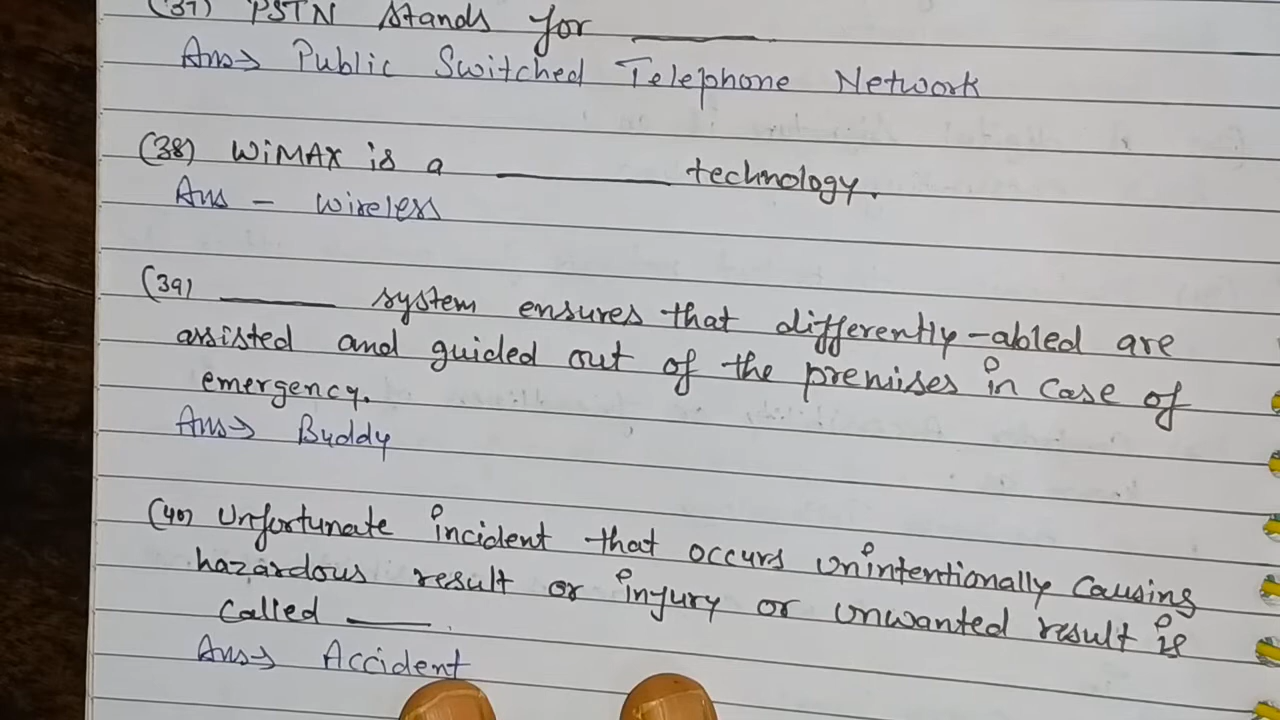 (37) PSTN stands for ______.
Ans→ Public Switched Telephone Network
(38) WiMAX is a ______ technology.
Ans - wireless
(39) ______ system ensures that differently-abled are
assisted and guided out of the premises in case of
emergency.
Ans→ Buddy
(40) Unfortunate incident that occurs unintentionally causing
hazardous result or injury or unwanted result is
called ______.
Ans→ Accident